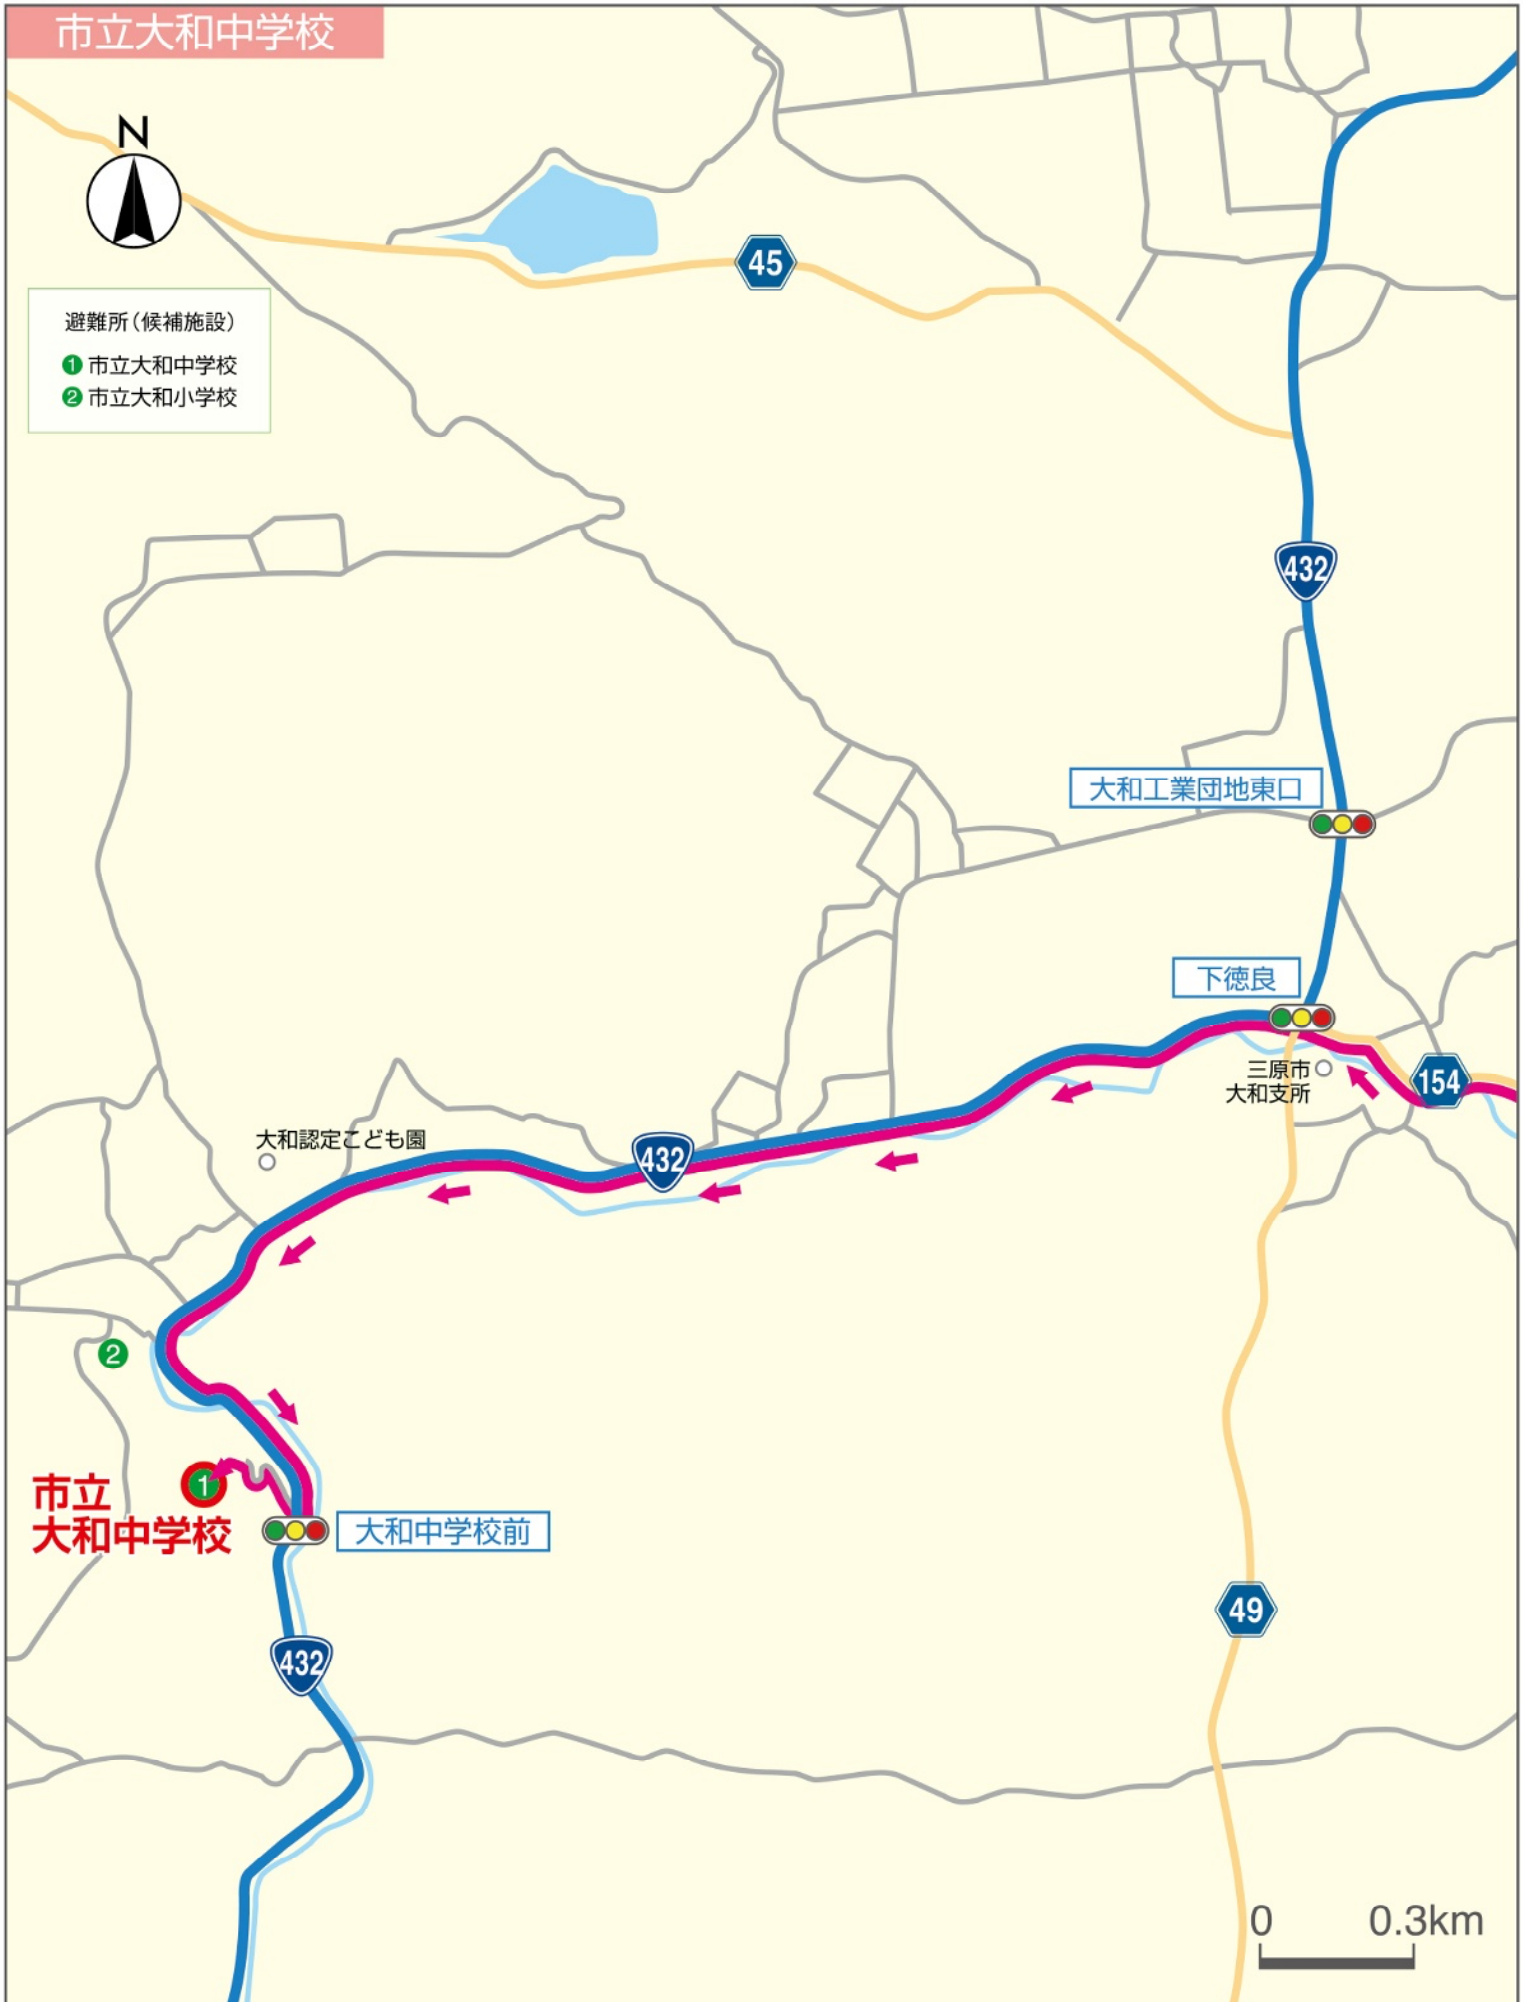 市立大和中学校
N
45
避難所(候補施設)
1 市立大和中学校
2 市立大和小学校
432
大和工業団地東口
下徳良
三原市
大和支所
154
大和認定こども園
432
2
1
市立
大和中学校
大和中学校前
49
432
0 0.3km